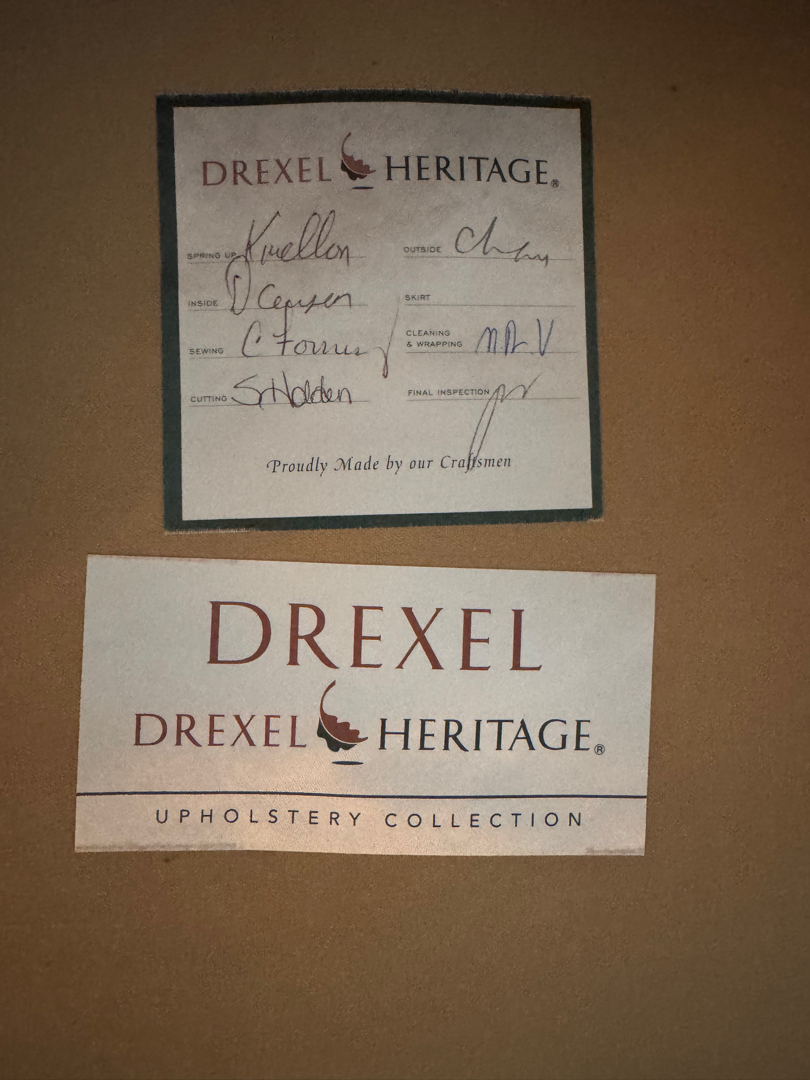 DREXEL HERITAGE®
SPRING UP
OUTSIDE
INSIDE
SKIRT
SEWING C
CLEANING
& WRAPPING
CUTTING S. Holden
FINAL INSPECTION
Proudly Made by our Craftsmen
DREXEL
DREXEL HERITAGE®
UPHOLSTERY COLLECTION